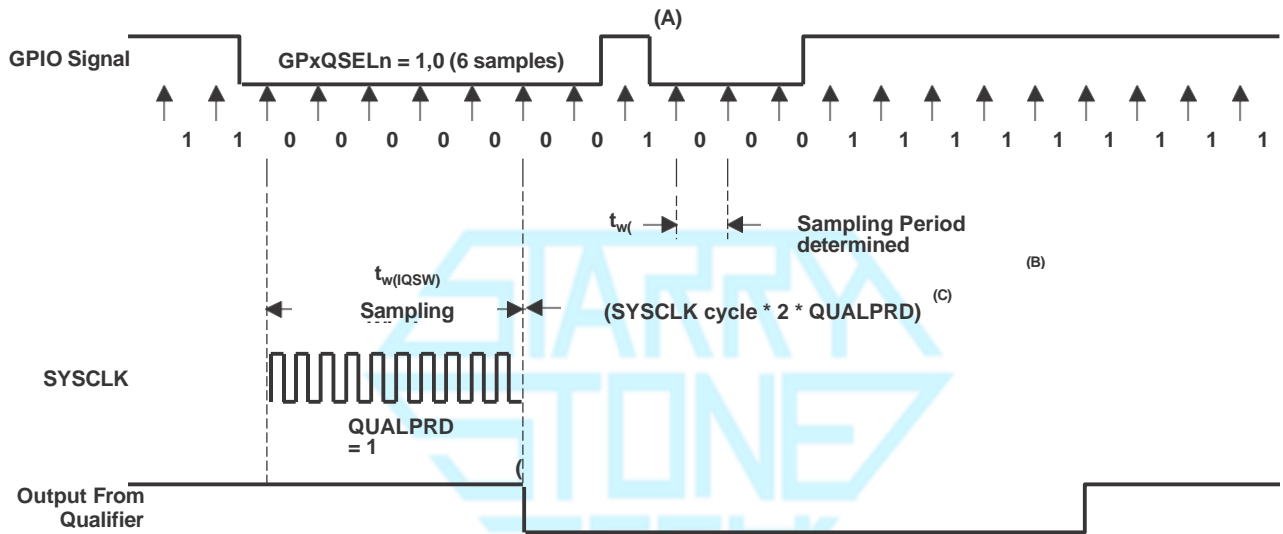 (A)
GPIO Signal
GPxQSELn = 1,0 (6 samples)
1 1 0 0 0 0 0 0 0 1 0 0 0 1 1 1 1 1 1 1 1 1
t w(
Sampling Period
determined
(B)
t w(IQSW)
(C)
Sampling
(SYSCLK cycle * 2 * QUALPRD)
SYSCLK
QUALPRD
= 1
(
Output From
Qualifier
STARRY
STONE